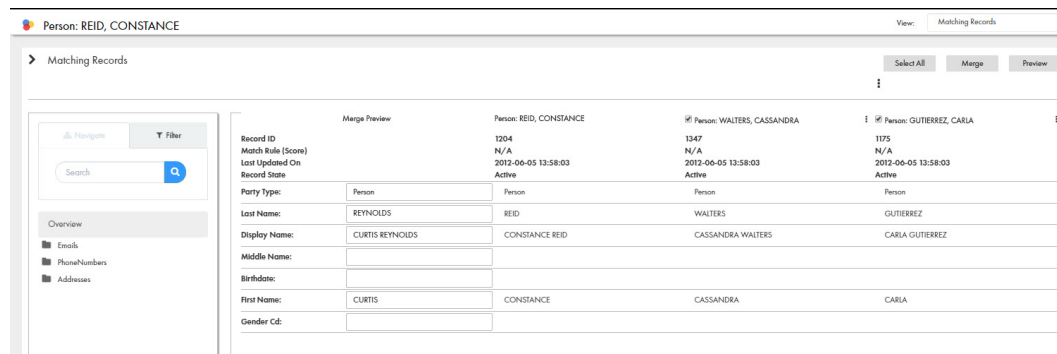 Person: REID, CONSTANCE
View: Matching Records
Matching Records
Select All Merge Preview
Navigate Filter
Search
Overview
Emails
PhoneNumbers
Addresses
Merge Preview Person: REID, CONSTANCE Person: WALTERS, CASSANDRA Person: GUTIERREZ, CARLA
Record ID 1204 1347 1175
Match Rule (Score) N/A N/A N/A
Last Updated On 2012-06-05 13:58:03 2012-06-05 13:58:03 2012-06-05 13:58:03
Record State Active Active Active
Party Type: Person Person Person Person
Last Name: REYNOLDS REID WALTERS GUTIERREZ
Display Name: CURTIS REYNOLDS CONSTANCE REID CASSANDRA WALTERS CARLA GUTIERREZ
Middle Name:
Birthdate:
First Name: CURTIS CONSTANCE CASSANDRA CARLA
Gender Cd: